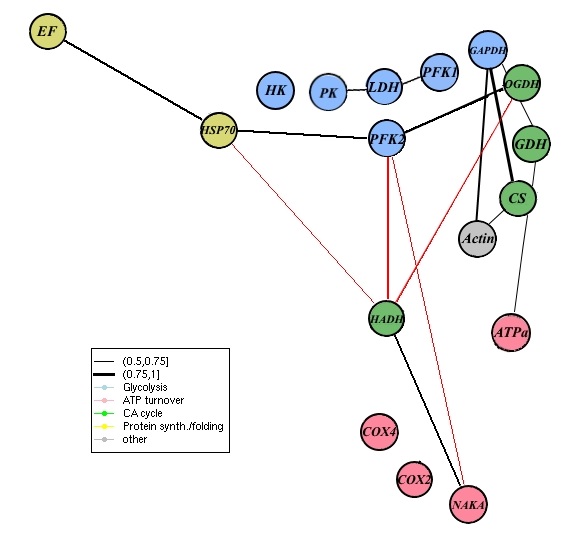 EF
GAPDH
PFK1
OGDH
HK
PK
LDH
HSP70
PFK2
GDH
CS
Actin
HADH
ATPa
(0.5,0.75]
(0.75,1]
Glycolysis
ATP turnover
CA cycle
Protein synth./folding
other
COX4
COX2
NAKA